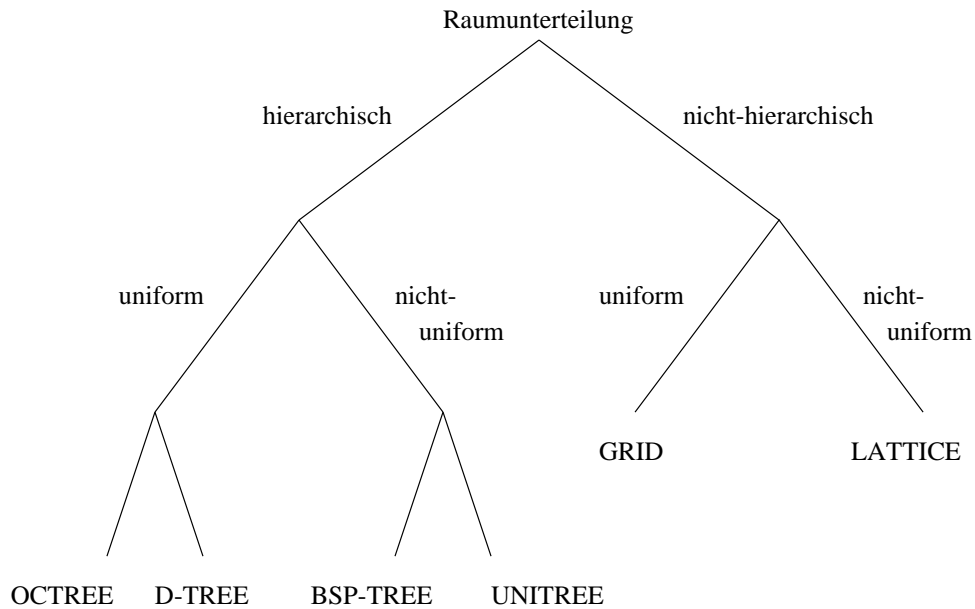 Raumunterteilung
hierarchisch
nicht-hierarchisch
uniform
nicht-
uniform
uniform
nicht-
uniform
GRID
LATTICE
OCTREE
D-TREE
BSP-TREE
UNITREE